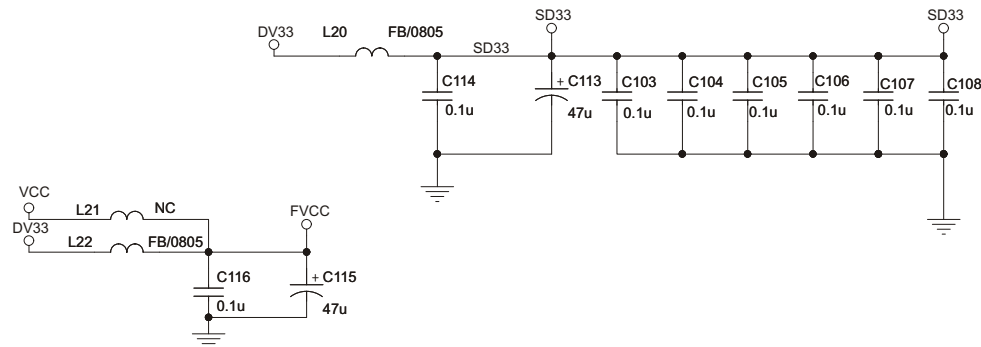 SD33
SD33
DV33
L20
FB/0805
SD33
C114
0.1u
+
C113
47u
C103
0.1u
C104
0.1u
C105
0.1u
C106
0.1u
C107
0.1u
C108
0.1u
VCC
L21
NC
DV33
L22
FB/0805
FVCC
C116
0.1u
+
C115
47u